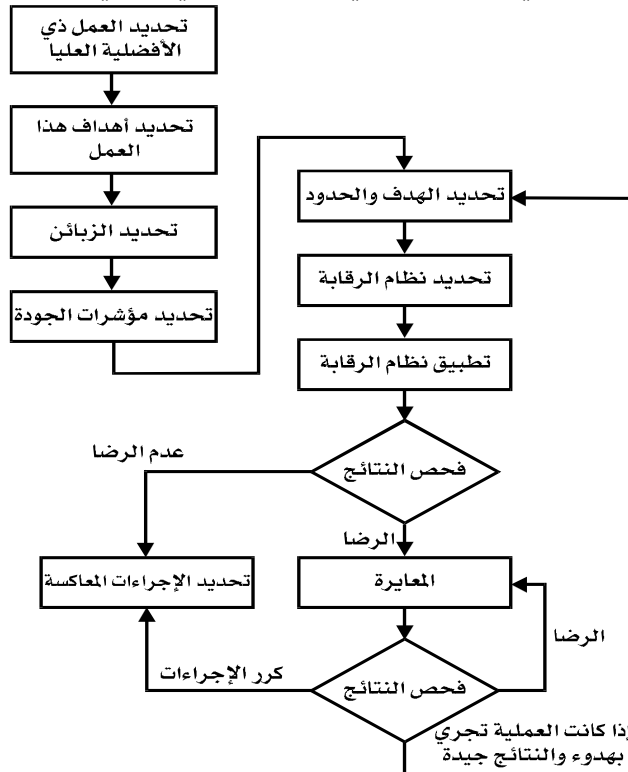 تحديد العمل ذي
الأفضلية العليا
تحديد أهداف هذا
العمل
تحديد الزبائن
تحديد مؤشرات الجودة
تحديد الهدف والحدود
تحديد نظام الرقابة
تطبيق نظام الرقابة
فحص النتائج
عدم الرضا
الرضا
تحديد الإجراءات المعاكسة
المعايرة
الرضا
كرر الإجراءات
فحص النتائج
إذا كانت العملية تجري
بهدوء والنتائج جيدة